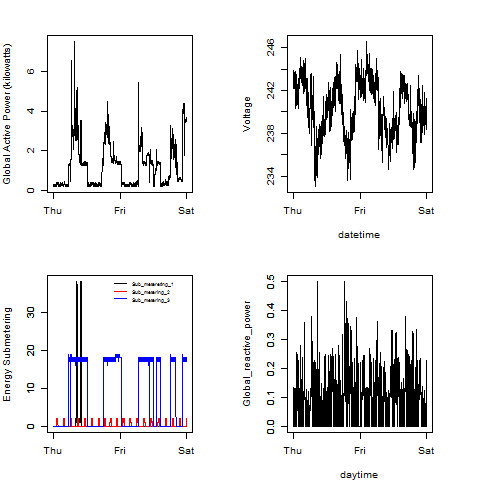 Global Active Power (kilowatts)
0 2 4 6
Thu Fri Sat
Voltage
234 238 242 246
Thu Fri Sat
datetime
Energy Submetering
0 10 20 30
Sub_metering_1
Sub_metering_2
Sub_metering_3
Thu Fri Sat
Global_reactive_power
0.0 0.1 0.2 0.3 0.4 0.5
Thu Fri Sat
daytime